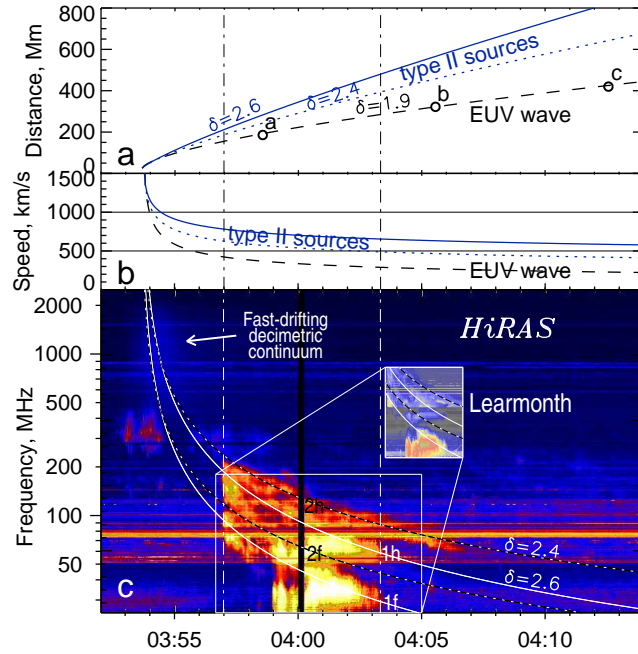 800
600
400
200
0
Distance, Mm
δ=2.6
δ=2.4
δ=1.9
type II sources
EUV wave
a
b
c
a
1500
1000
500
0
Speed, km/s
type II sources
EUV wave
b
Fast-drifting
decimetric
continuum
HiRAS
Learmonth
1000
500
200
100
50
Frequency, MHz
2h
2f
1h
1f
δ=2.4
δ=2.6
c
03:55
04:00
04:05
04:10